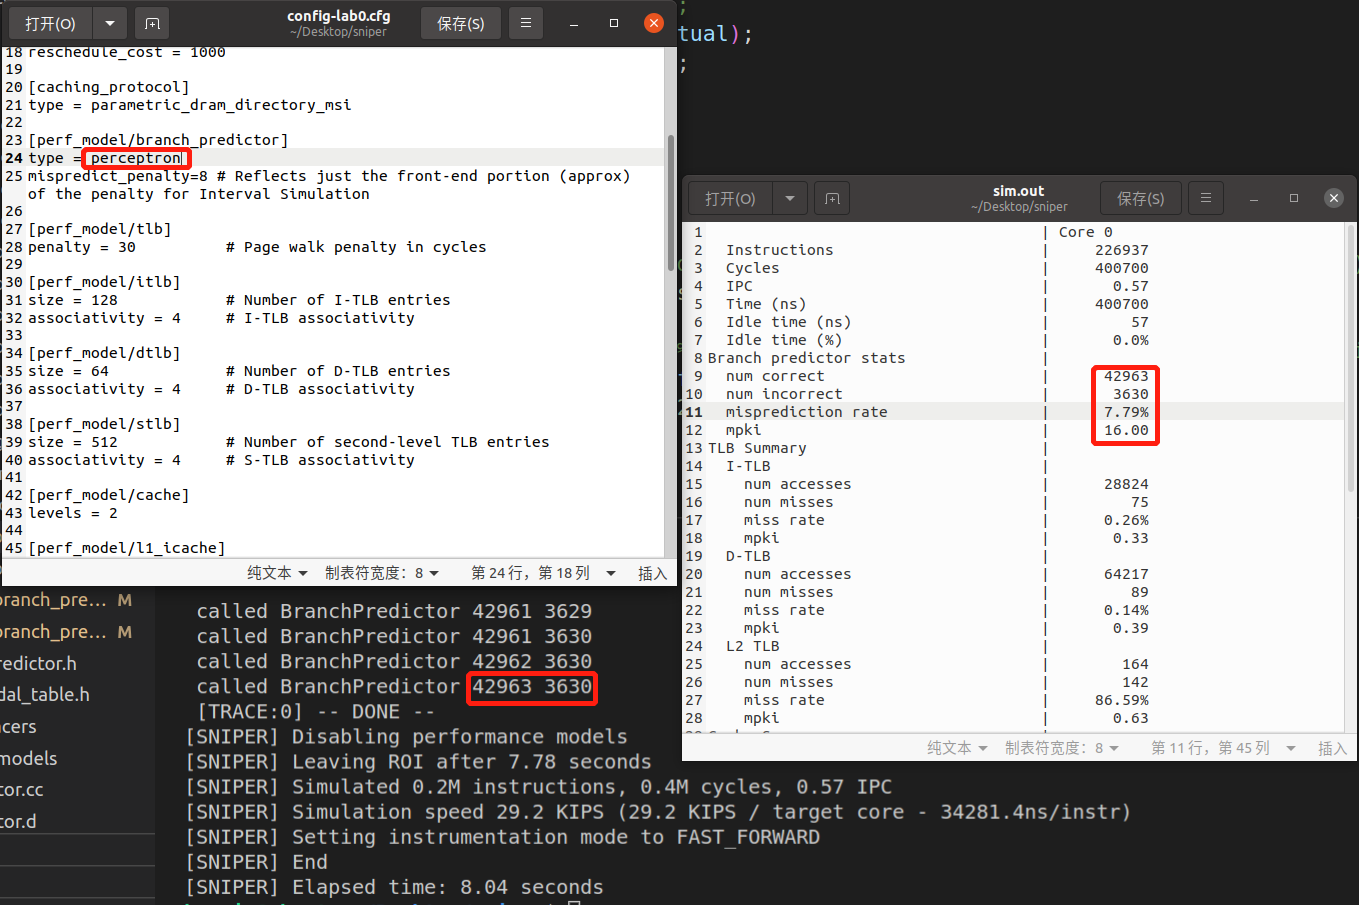 打开(O)
config-lab0.cfg
~/Desktop/sniper
保存(S)
18 reschedule_cost = 1000
19
20 [caching_protocol]
21 type = parametric_dram_directory_msi
22
23 [perf_model/branch_predictor]
24 type = perceptron
25 mispredict_penalty=8 # Reflects just the front-end portion (approx)
of the penalty for Interval Simulation
26
27 [perf_model/tlb]
28 penalty = 30 # Page walk penalty in cycles
29
30 [perf_model/itlb]
31 size = 128 # Number of I-TLB entries
32 associativity = 4 # I-TLB associativity
33
34 [perf_model/dtlb]
35 size = 64 # Number of D-TLB entries
36 associativity = 4 # D-TLB associativity
37
38 [perf_model/stlb]
39 size = 512 # Number of second-level TLB entries
40 associativity = 4 # S-TLB associativity
41
42 [perf_model/cache]
43 levels = 2
44
45 [perf_model/l1_icache]
纯文本 制表符宽度: 8 第 24 行, 第 18 列 插入
;
tual);
;
打开(O)
sim.out
~/Desktop/sniper
保存(S)
1 | Core 0
2 Instructions | 226937
3 Cycles | 400700
4 IPC | 0.57
5 Time (ns) | 400700
6 Idle time (ns) | 57
7 Idle time (%) | 0.0%
8 Branch predictor stats |
9 num correct | 42963
10 num incorrect | 3630
11 misprediction rate | 7.79%
12 mpki | 16.00
13 TLB Summary |
14 I-TLB |
15 num accesses | 28824
16 num misses | 75
17 miss rate | 0.26%
18 mpki | 0.33
19 D-TLB |
20 num accesses | 64217
21 num misses | 89
22 miss rate | 0.14%
23 mpki | 0.39
24 L2 TLB |
25 num accesses | 164
26 num misses | 142
27 miss rate | 86.59%
28 mpki | 0.63
纯文本 制表符宽度: 8 第 11 行, 第 45 列 插入
branch_pre... M
branch_pre... M
redictor.h
dal_table.h
cers
models
tor.cc
tor.d
called BranchPredictor 42961 3629
called BranchPredictor 42961 3630
called BranchPredictor 42962 3630
called BranchPredictor 42963 3630
[TRACE:0] -- DONE --
[SNIPER] Disabling performance models
[SNIPER] Leaving ROI after 7.78 seconds
[SNIPER] Simulated 0.2M instructions, 0.4M cycles, 0.57 IPC
[SNIPER] Simulation speed 29.2 KIPS (29.2 KIPS / target core - 34281.4ns/instr)
[SNIPER] Setting instrumentation mode to FAST_FORWARD
[SNIPER] End
[SNIPER] Elapsed time: 8.04 seconds